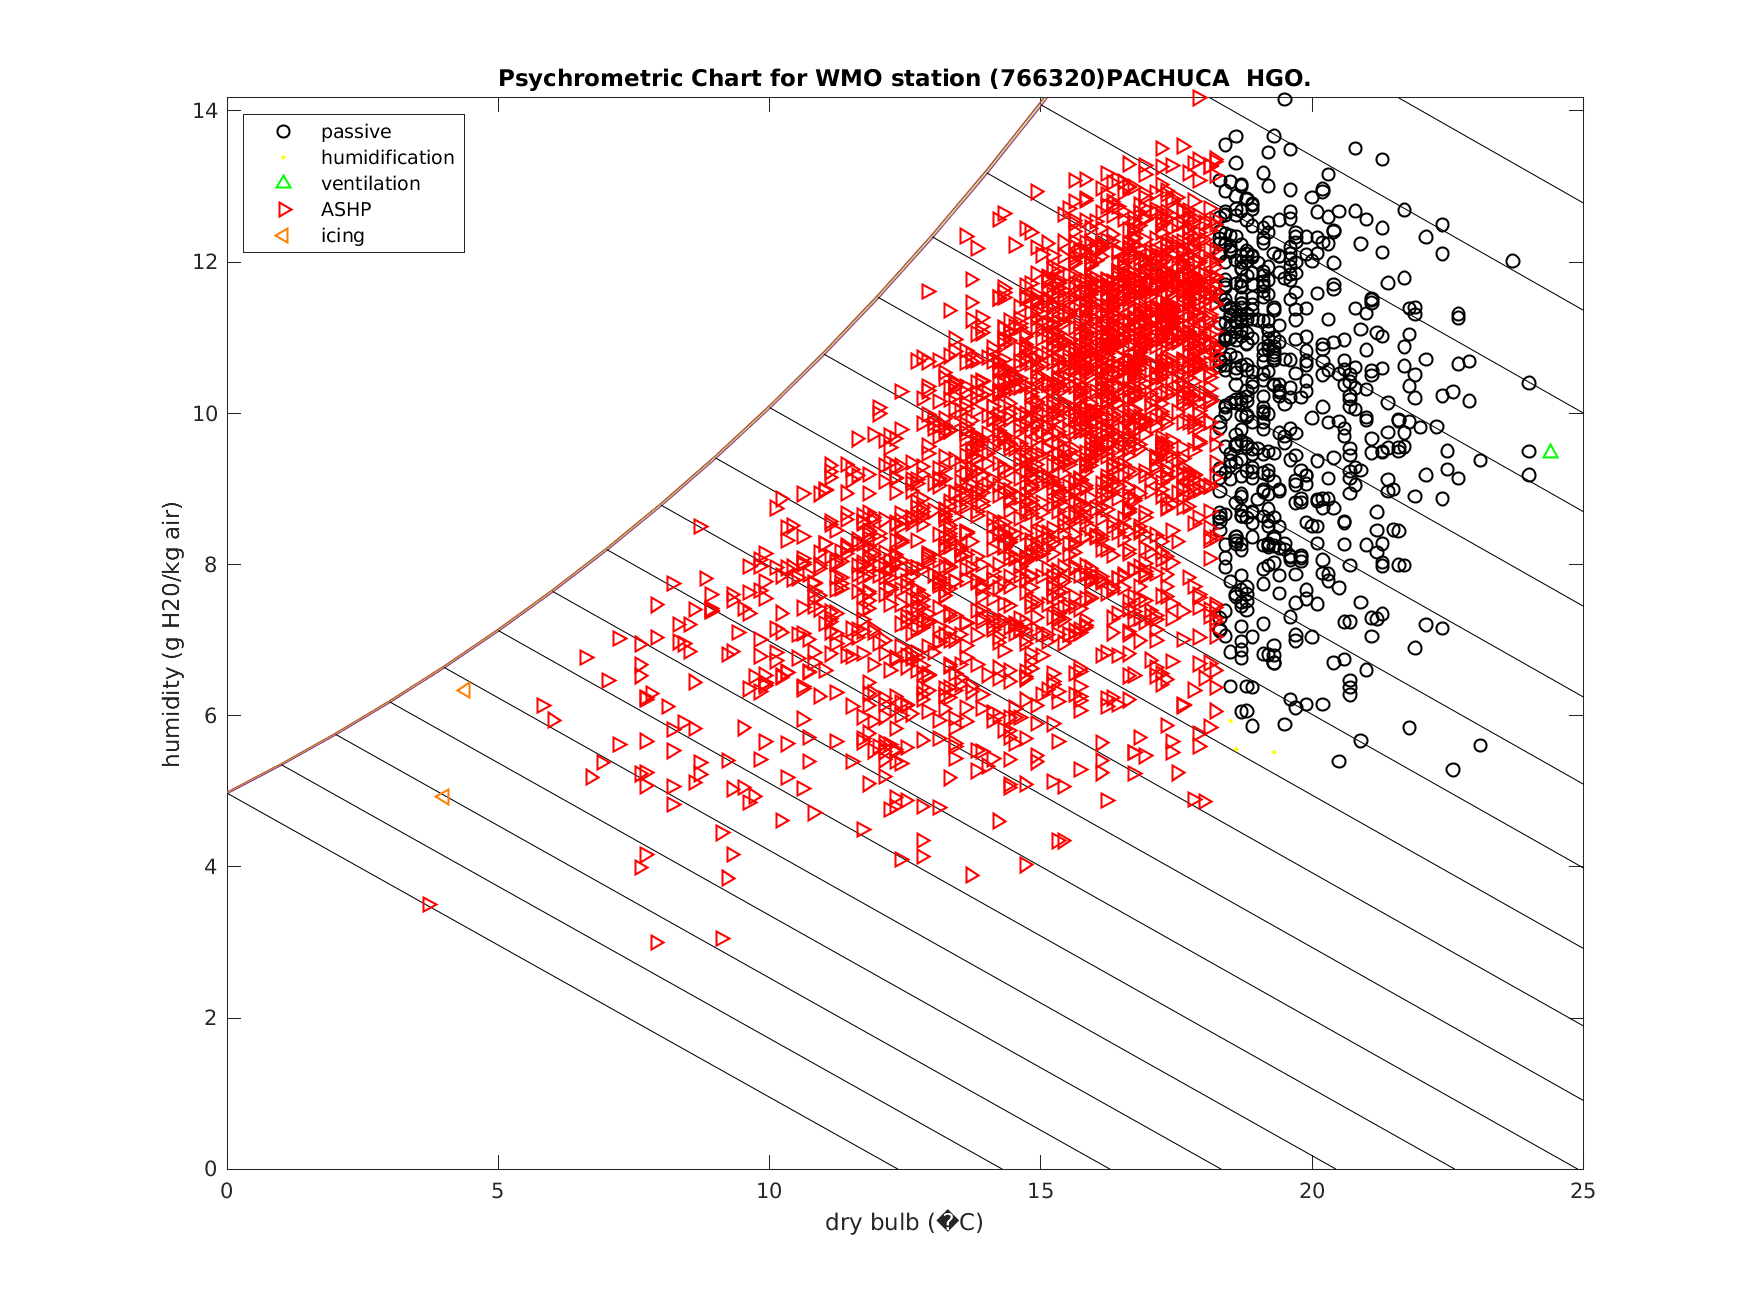 Psychrometric Chart for WMO station (766320)PACHUCA  HGO.
passive
humidification
ventilation
ASHP
icing
humidity (g H20/kg air)
14
12
10
8
6
4
2
0
0 5 10 15 20 25
dry bulb (�C)